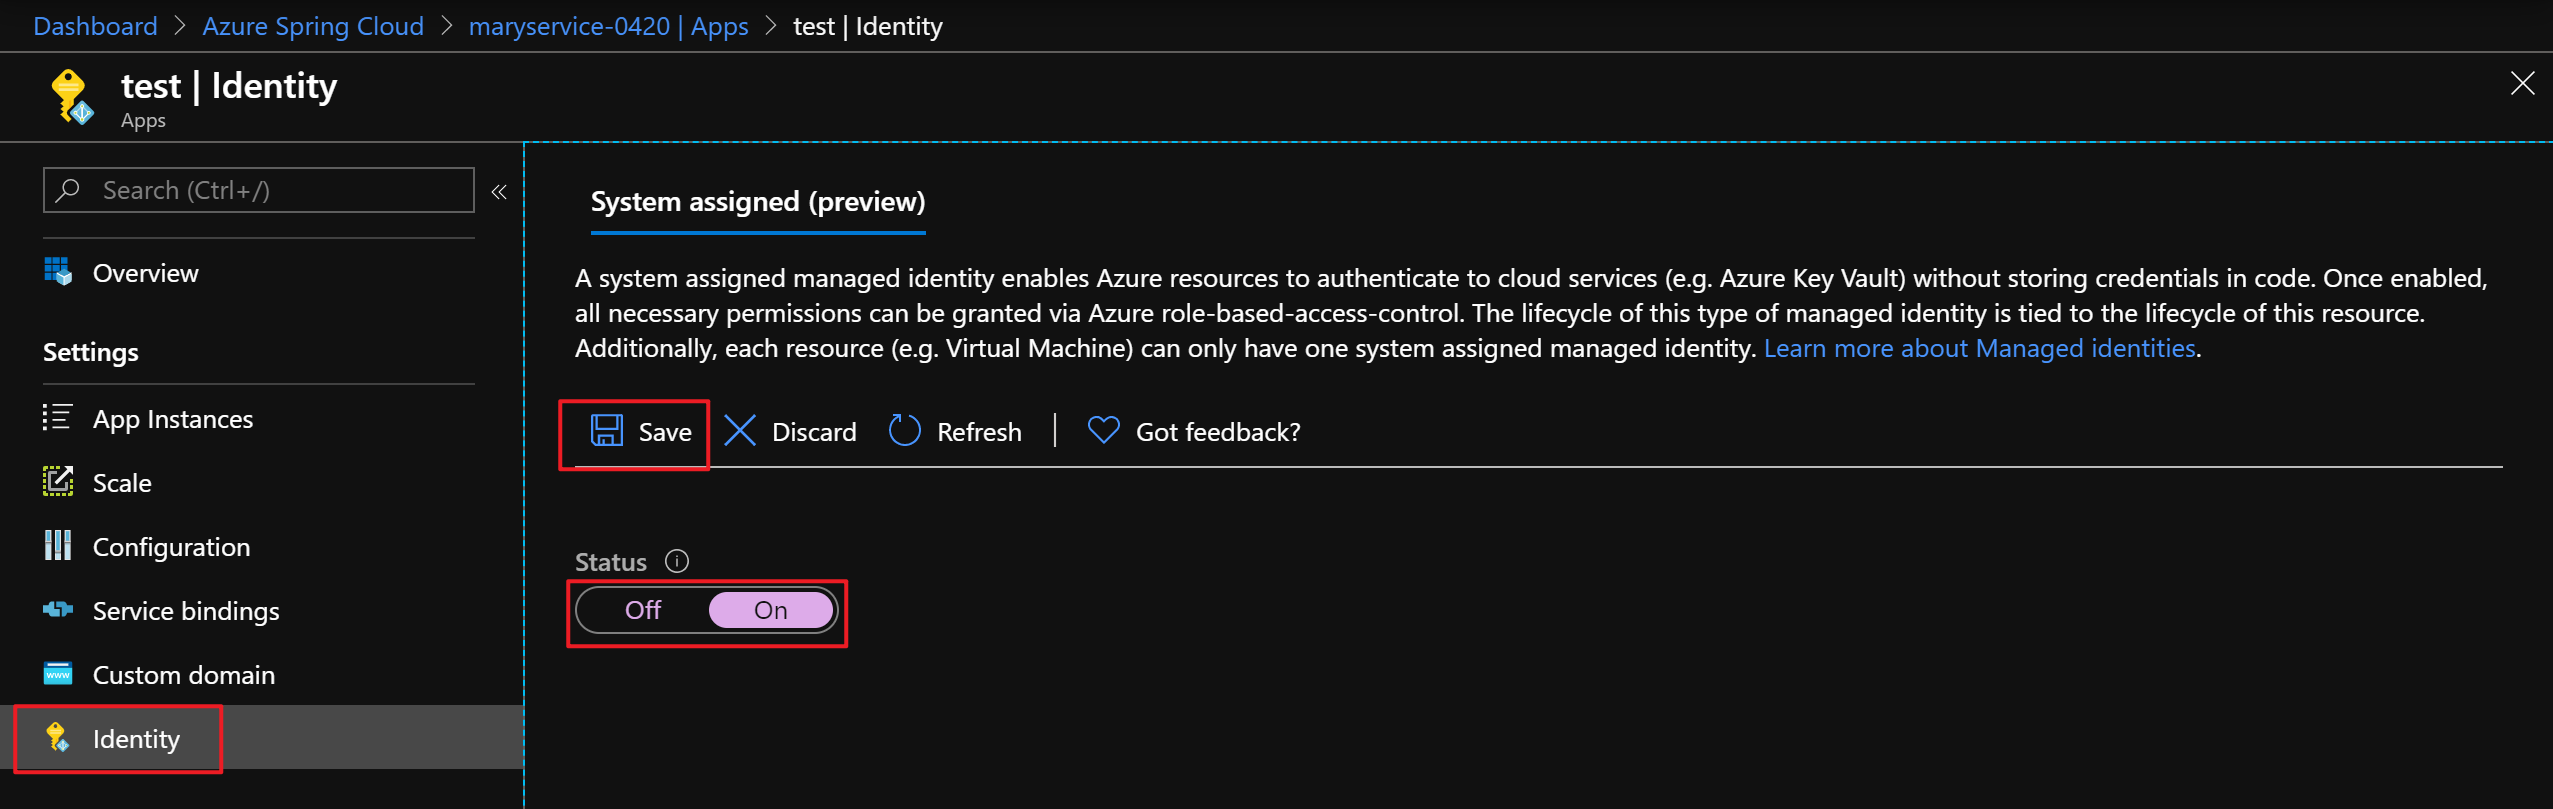 Dashboard > Azure Spring Cloud > maryservice-0420 | Apps > test | Identity
test | Identity
Apps
Search (Ctrl+/)
Overview
Settings
App Instances
Scale
Configuration
Service bindings
Custom domain
Identity
System assigned (preview)
A system assigned managed identity enables Azure resources to authenticate to cloud services (e.g. Azure Key Vault) without storing credentials in code. Once enabled,
all necessary permissions can be granted via Azure role-based-access-control. The lifecycle of this type of managed identity is tied to the lifecycle of this resource.
Additionally, each resource (e.g. Virtual Machine) can only have one system assigned managed identity. Learn more about Managed identities.
Save Discard Refresh | Got feedback?
Status
Off On